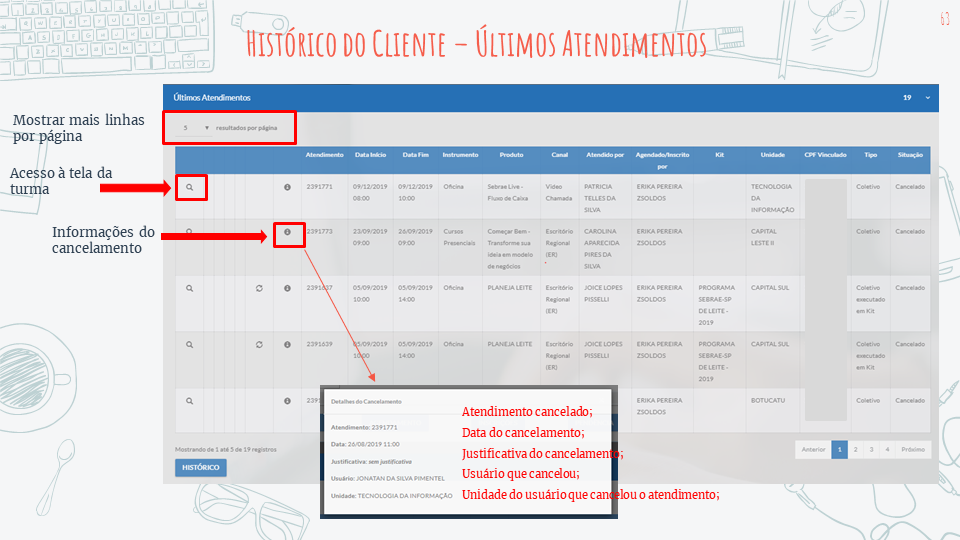 63
Histórico do Cliente – Últimos Atendimentos
Últimos Atendimentos 19
Mostrar mais linhas
por página
5 resultados por página
Acesso à tela da
turma
Informações do
cancelamento
Atendimento Data Início Data Fim Instrumento Produto Canal Atendido por Agendado/Inscrito por Kit Unidade CPF Vinculado Tipo Situação
2391771 09/12/2019 08:00 09/12/2019 10:00 Oficina Sebrae Live - Fluxo de Caixa Vídeo Chamada PATRICIA TELLES DA SILVA ERIKA PEREIRA ZSOLDOS TECNOLOGIA DA INFORMAÇÃO Coletivo Cancelado
2391773 23/09/2019 09:00 26/09/2019 09:00 Cursos Presenciais Começar Bem - Transforme sua ideia em modelo de negócios Escritório Regional (ER) CAROLINA APARECIDA PIRES DA SILVA ERIKA PEREIRA ZSOLDOS CAPITAL LESTE II Coletivo Cancelado
05/09/2019 10:00 05/09/2019 14:00 Oficina PLANEJA LEITE Escritório Regional (ER) JOICE LOPES PISSELLI ERIKA PEREIRA ZSOLDOS PROGRAMA SEBRAE-SP DE LEITE - 2019 CAPITAL SUL Coletivo executado em Kit Cancelado
2391639 05/09/2019 10:00 05/09/2019 14:00 Oficina PLANEJA LEITE Escritório Regional (ER) JOICE LOPES PISSELLI ERIKA PEREIRA ZSOLDOS PROGRAMA SEBRAE-SP DE LEITE - 2019 CAPITAL SUL Coletivo executado em Kit Cancelado
ERIKA PEREIRA ZSOLDOS BOTUCATU Coletivo Cancelado
Mostrando de 1 até 5 de 19 registros
Anterior 1 2 3 4 Próximo
HISTÓRICO
Detalhes do Cancelamento
Atendimento: 2391771
Data: 26/08/2019 11:00
Justificativa: sem justificativa
Usuário: JONATAN DA SILVA PIMENTEL
Unidade: TECNOLOGIA DA INFORMAÇÃO
Atendimento cancelado;
Data do cancelamento;
Justificativa do cancelamento;
Usuário que cancelou;
Unidade do usuário que cancelou o atendimento;